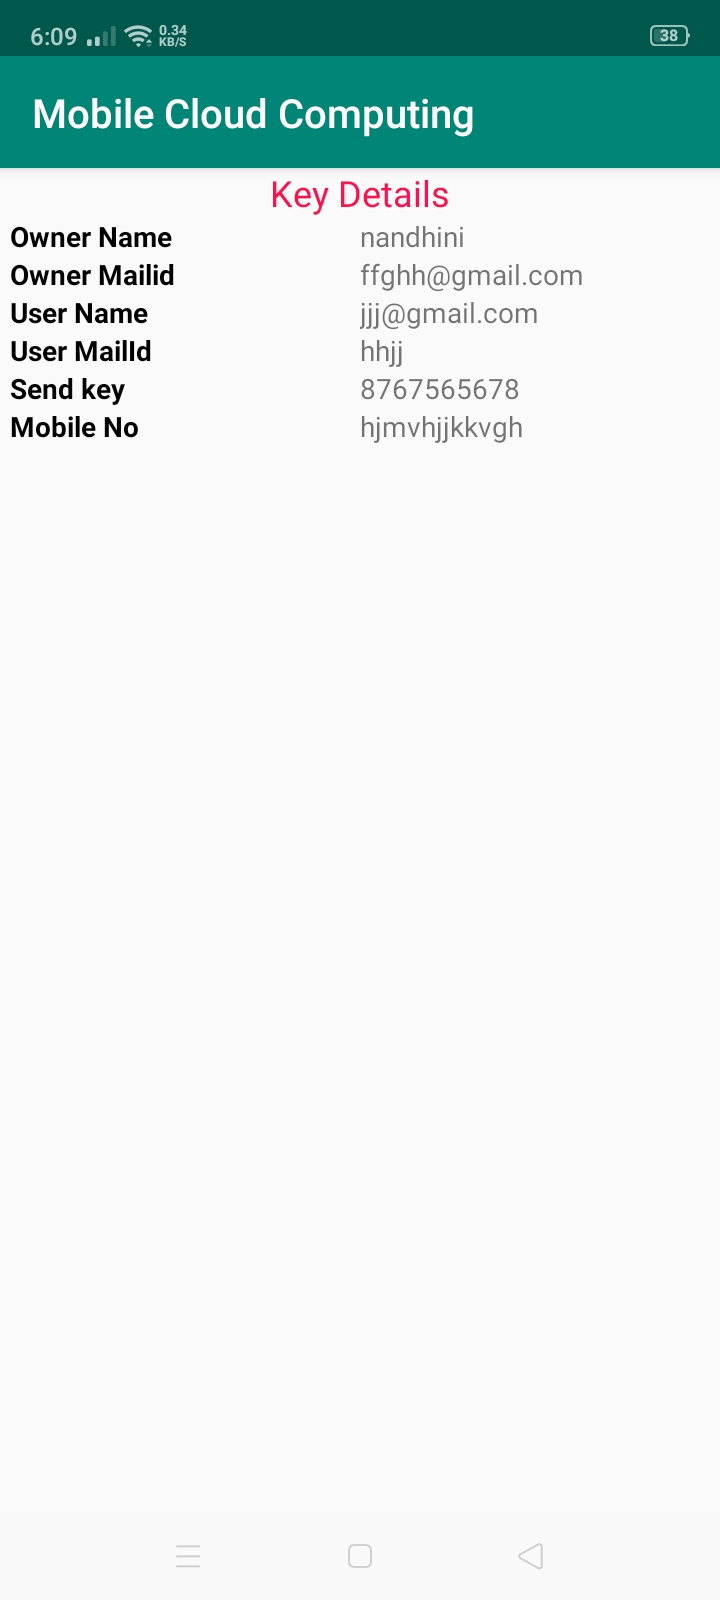 6:09 0.34 KB/S 38
Mobile Cloud Computing
Key Details
Owner Name nandhini
Owner Mailid ffghh@gmail.com
User Name jjj@gmail.com
User MailId hhjj
Send key 8767565678
Mobile No hjmvhjjkkvgh